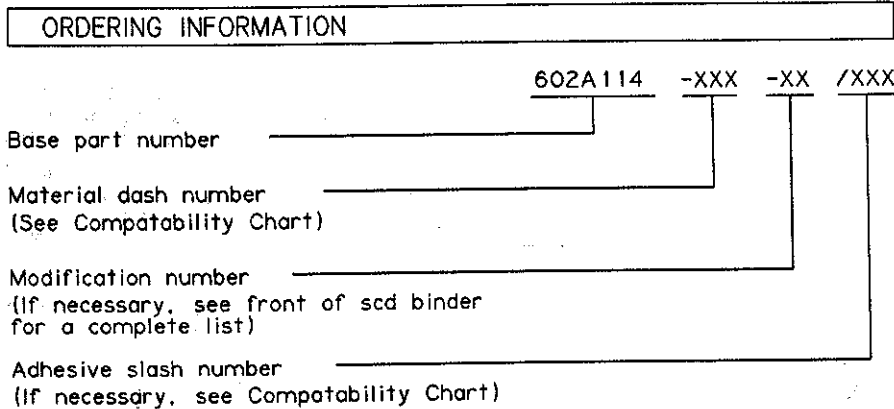 ORDERING INFORMATION
602A114 -XXX -XX /XXX
Base part number
Material dash number
(See Compatability Chart)
Modification number
(If necessary, see front of scd binder
for a complete list)
Adhesive slash number
(If necessary, see Compatability Chart)